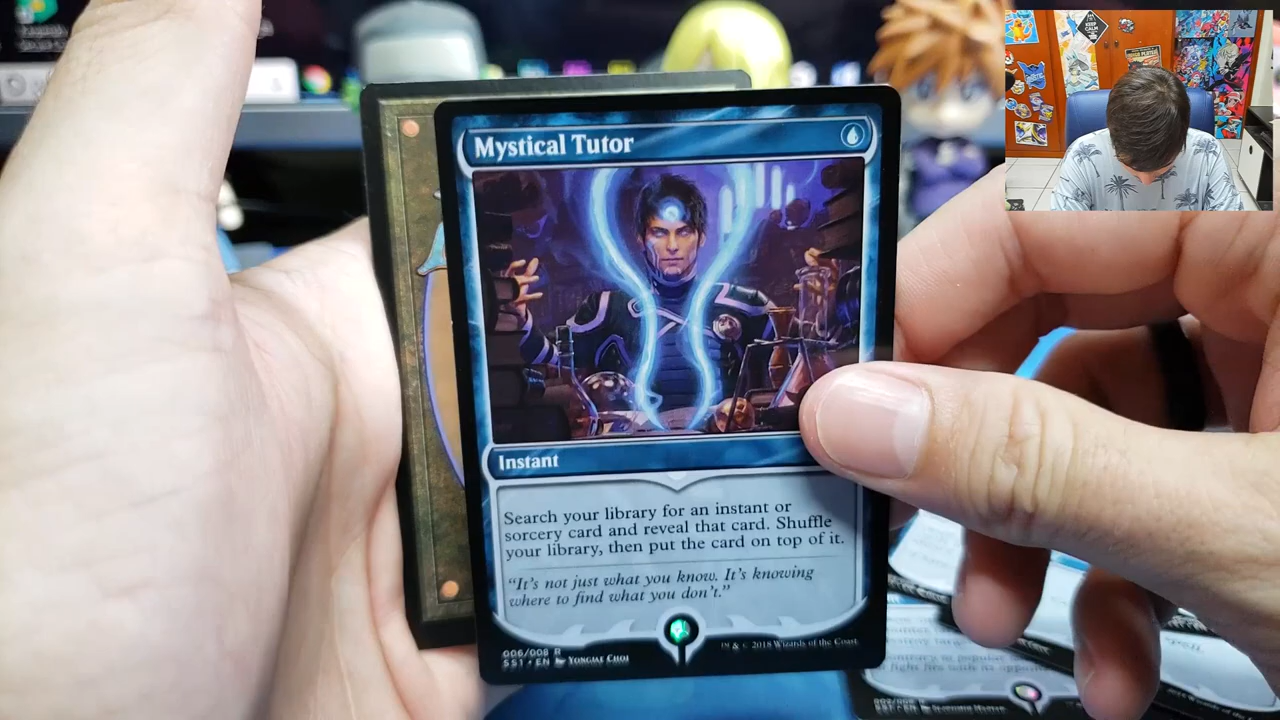 Mystical Tutor
Instant
Search your library for an instant or
sorcery card and reveal that card. Shuffle
your library, then put the card on top of it.
"It's not just what you know. It's knowing
where to find what you don't."
006/008 R
SS1 • EN YONGJAE CHOI
™ & © 2018 Wizards of the Coast
KEEP
CALM